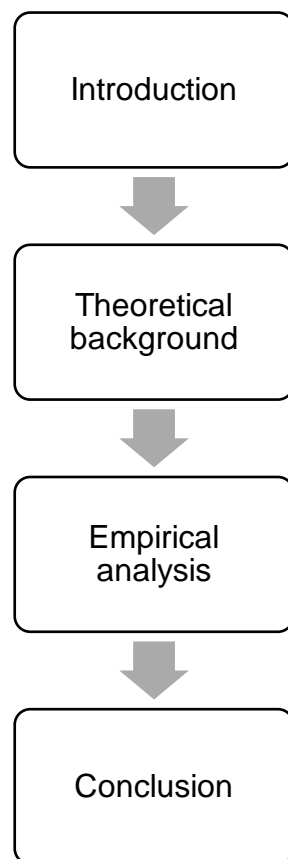 Introduction
Theoretical
background
Empirical
analysis
Conclusion